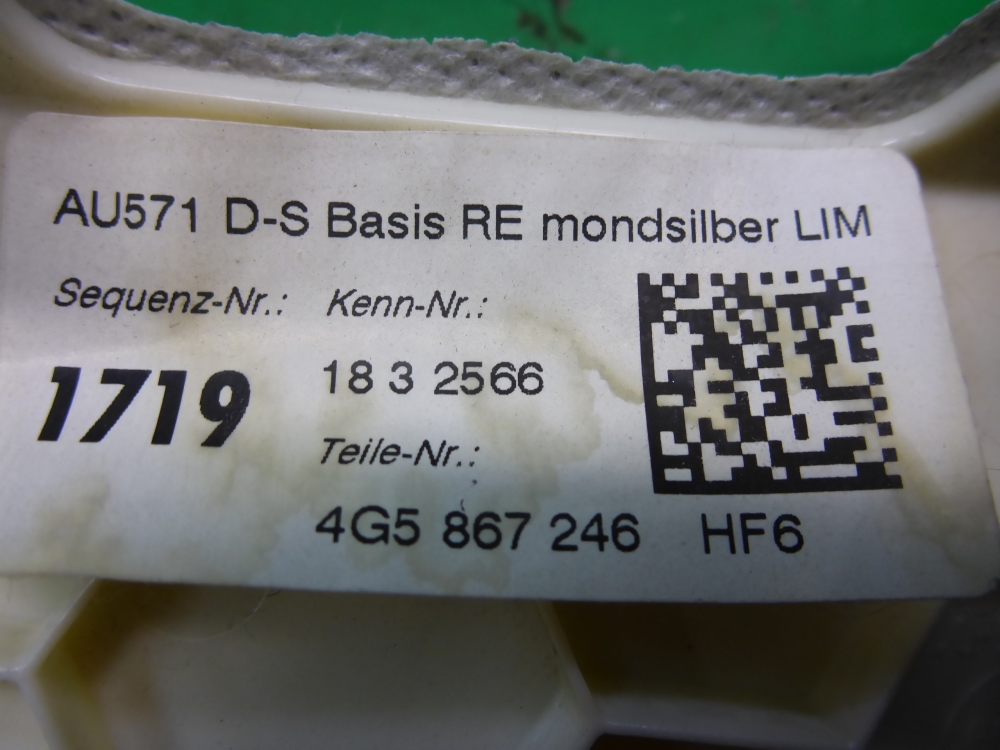 AU571 D-S Basis RE mondsilber LIM
Sequenz-Nr.: Kenn-Nr.:
1719 18 3 2566
Teile-Nr.:
4G5 867 246 HF6